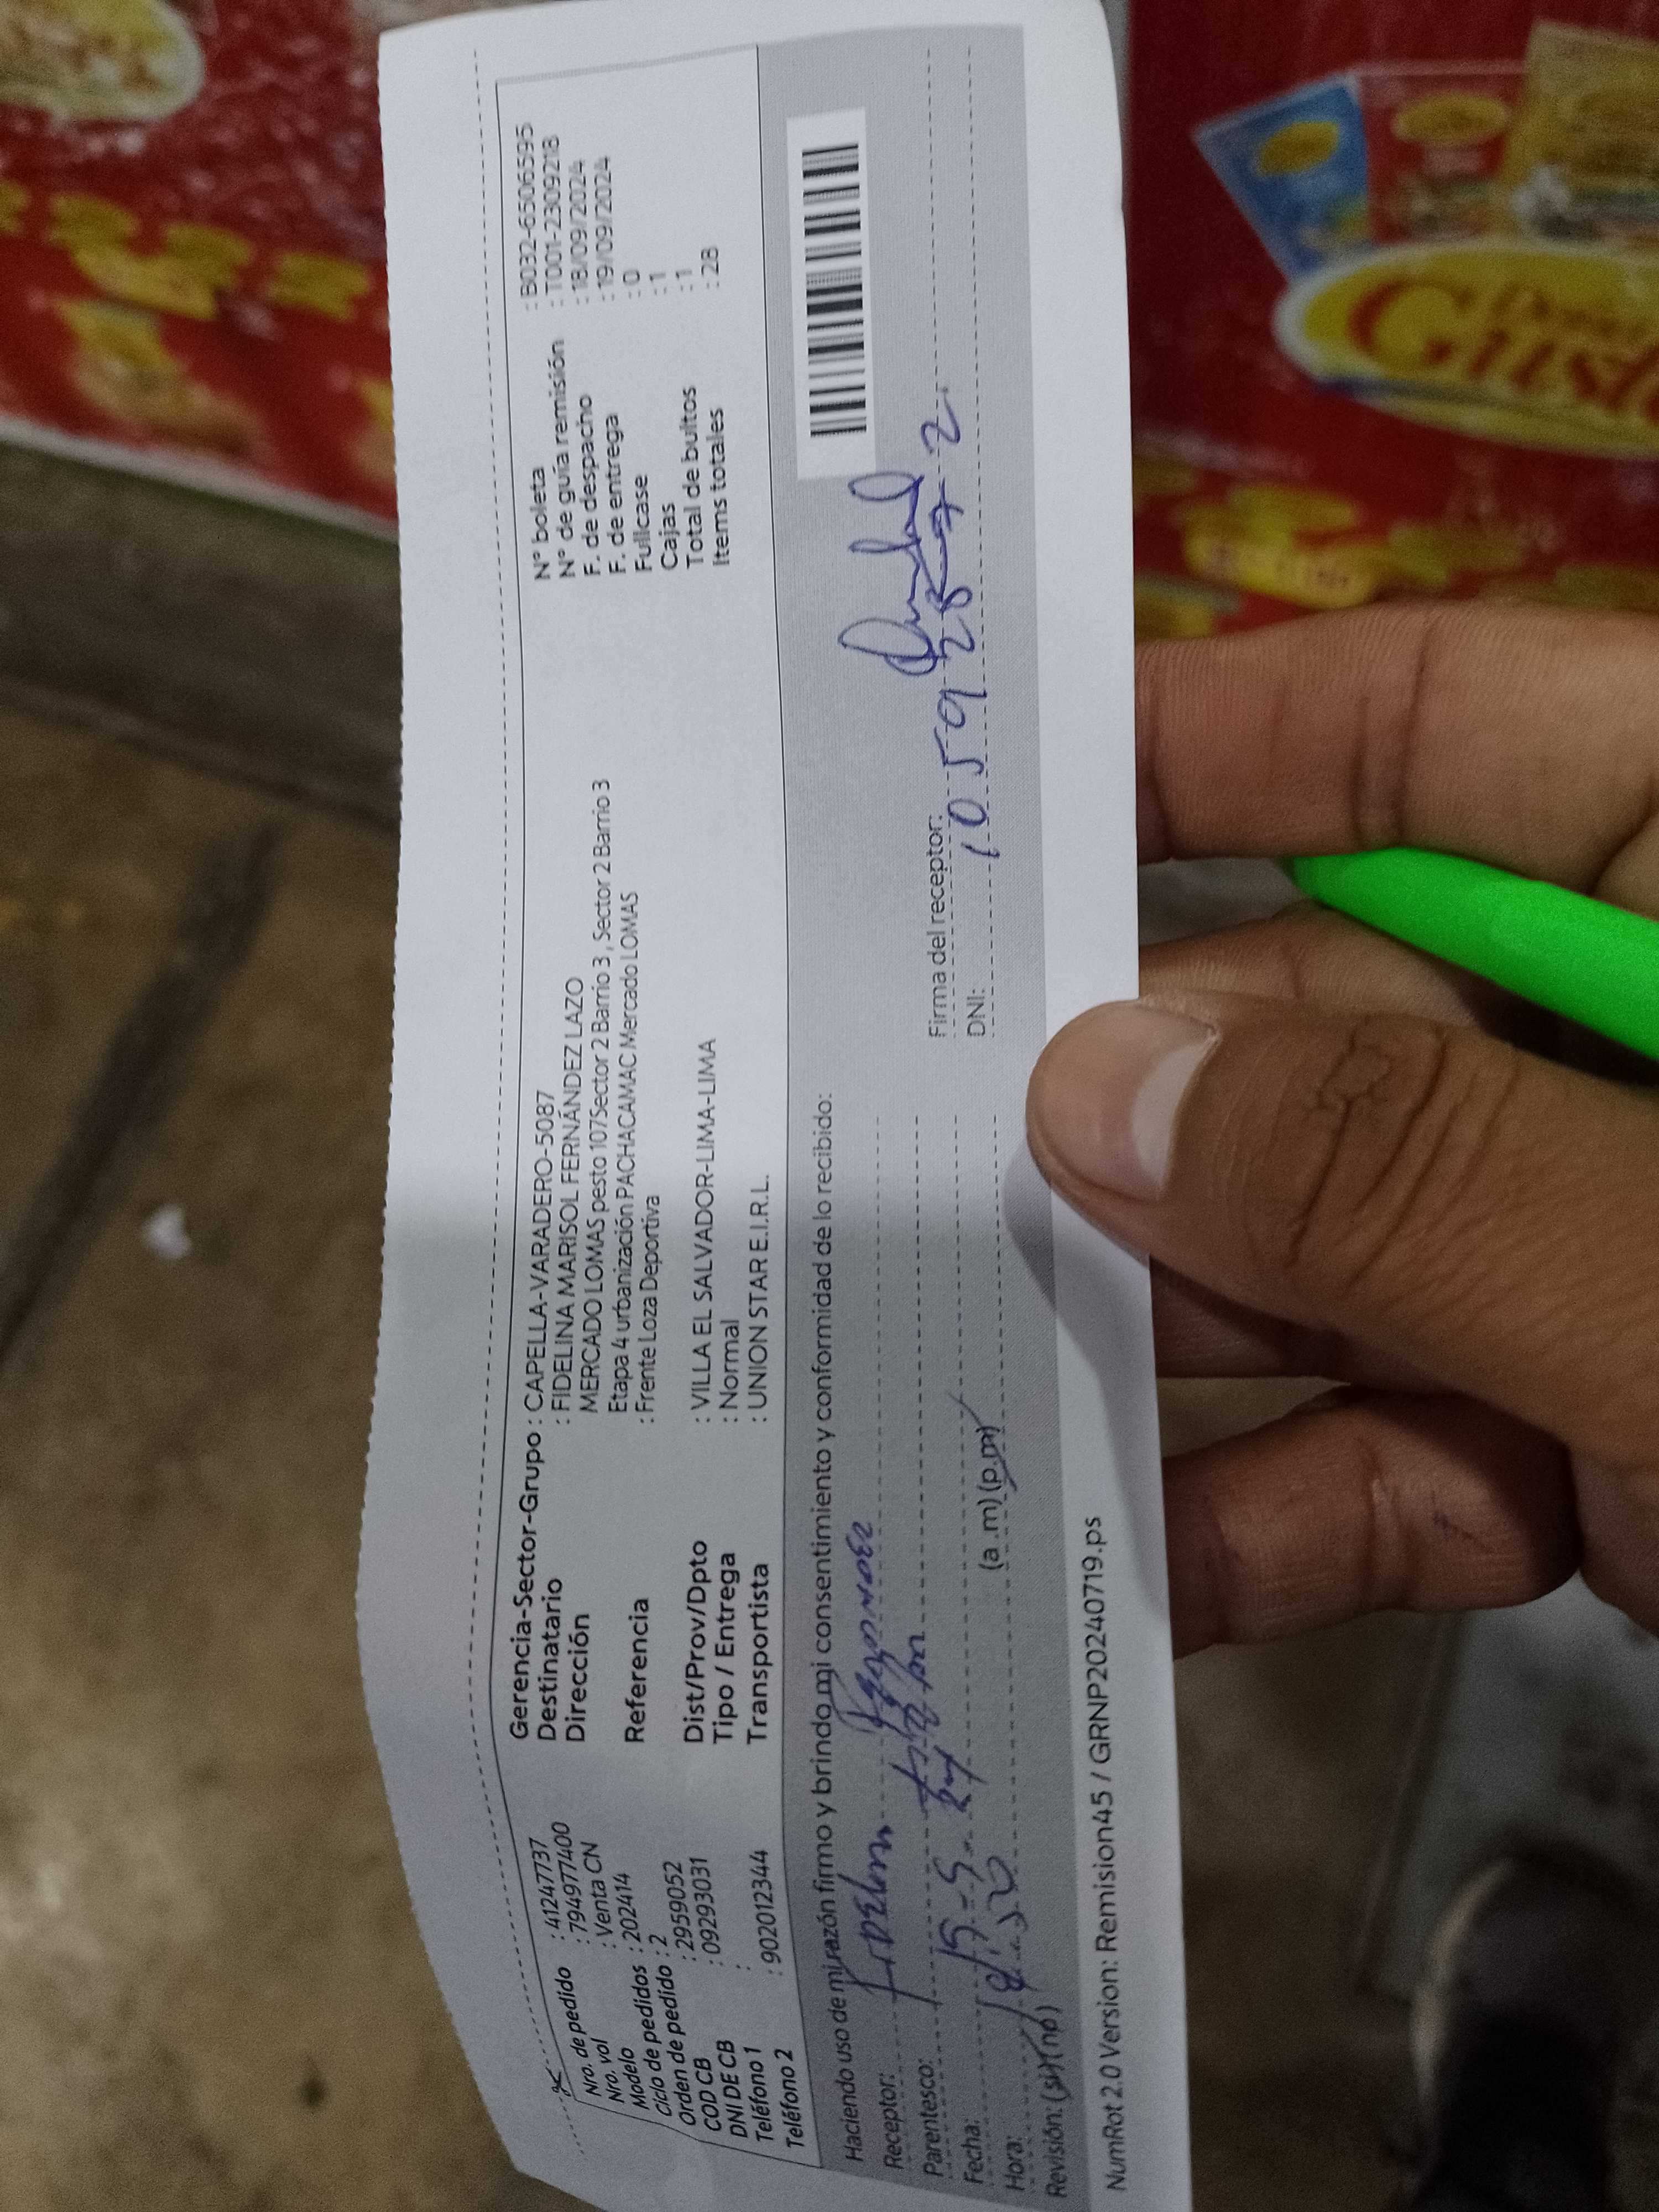 Nro. de pedido : 41247737
Nro. vol : 794977400
Modelo : Venta CN
Ciclo de pedidos : 202414
Orden de pedido : 2
COD CB : 2959052
DNI DE CB : 09293031
Teléfono 1 :
Teléfono 2 : 902012344
Gerencia-Sector-Grupo : CAPELLA-VARADERO-5087
Destinatario : FIDELINA MARISOL FERNÁNDEZ LAZO
Dirección MERCADO LOMAS pesto 107Sector 2 Barrio 3 , Sector 2 Barrio 3
Etapa 4 urbanización PACHACAMAC Mercado LOMAS
Referencia : Frente Loza Deportiva
Dist/Prov/Dpto : VILLA EL SALVADOR-LIMA-LIMA
Tipo / Entrega : Normal
Transportista : UNION STAR E.I.R.L.
N° boleta : B032-6506595
N° de guía remisión : T001-2309218
F. de despacho : 18/09/2024
F. de entrega : 19/09/2024
Fullcase : 0
Cajas : 1
Total de bultos : 1
Items totales : 28
Haciendo uso de mi razón firmo y brindo mi consentimiento y conformidad de lo recibido:
Receptor:
Parentesco:
Fecha:
Hora: (a .m) (p.m)
Revisión: (si) (no)
Firma del receptor:
DNI:
NumRot 2.0 Version: Remision45 / GRNP20240719.ps
Gust